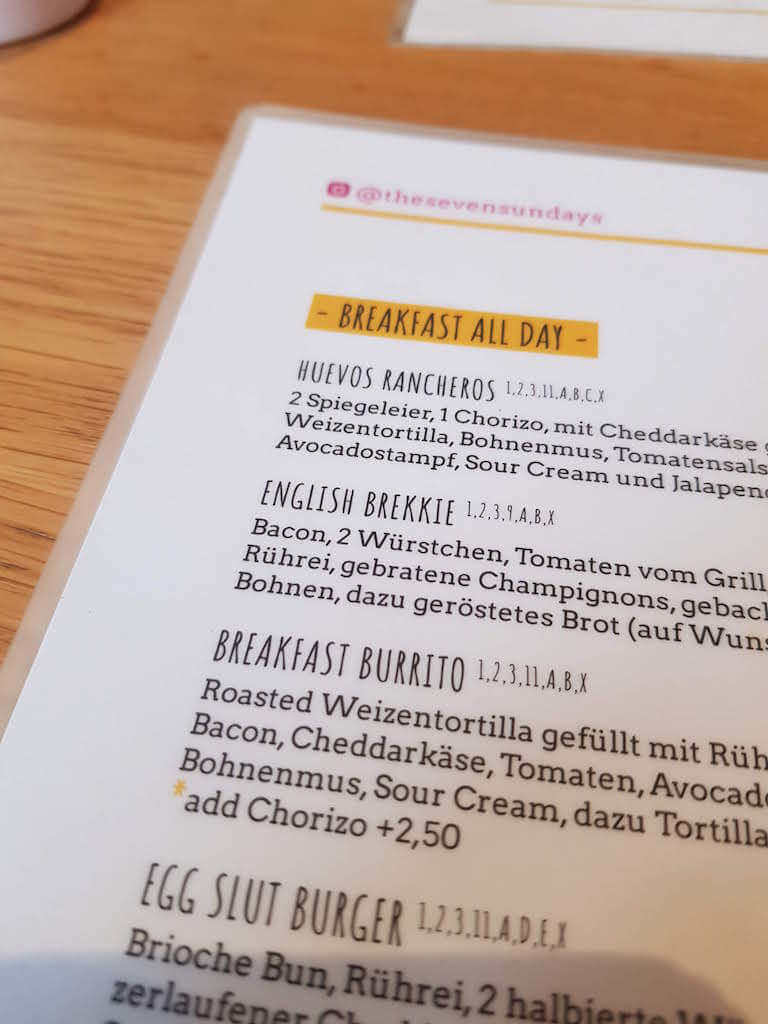 @thesevensundays
- BREAKFAST ALL DAY -
HUEVOS RANCHEROS 1,2,3,11,A,B,C,X
2 Spiegeleier, 1 Chorizo, mit Cheddarkäse
Weizentortilla, Bohnenmus, Tomatensals
Avocadostampf, Sour Cream und Jalapen
ENGLISH BREKKIE 1,2,3,9,A,B,X
Bacon, 2 Würstchen, Tomaten vom Grill,
Rührei, gebratene Champignons, geback
Bohnen, dazu geröstetes Brot (auf Wuns
BREAKFAST BURRITO 1,2,3,11,A,B,X
Roasted Weizentortilla gefüllt mit Rüh
Bacon, Cheddarkäse, Tomaten, Avocado
Bohnenmus, Sour Cream, dazu Tortilla
*add Chorizo +2,50
EGG SLUT BURGER 1,2,3,11,A,D,E,X
Brioche Bun, Rührei, 2 halbierte
zerlaufener